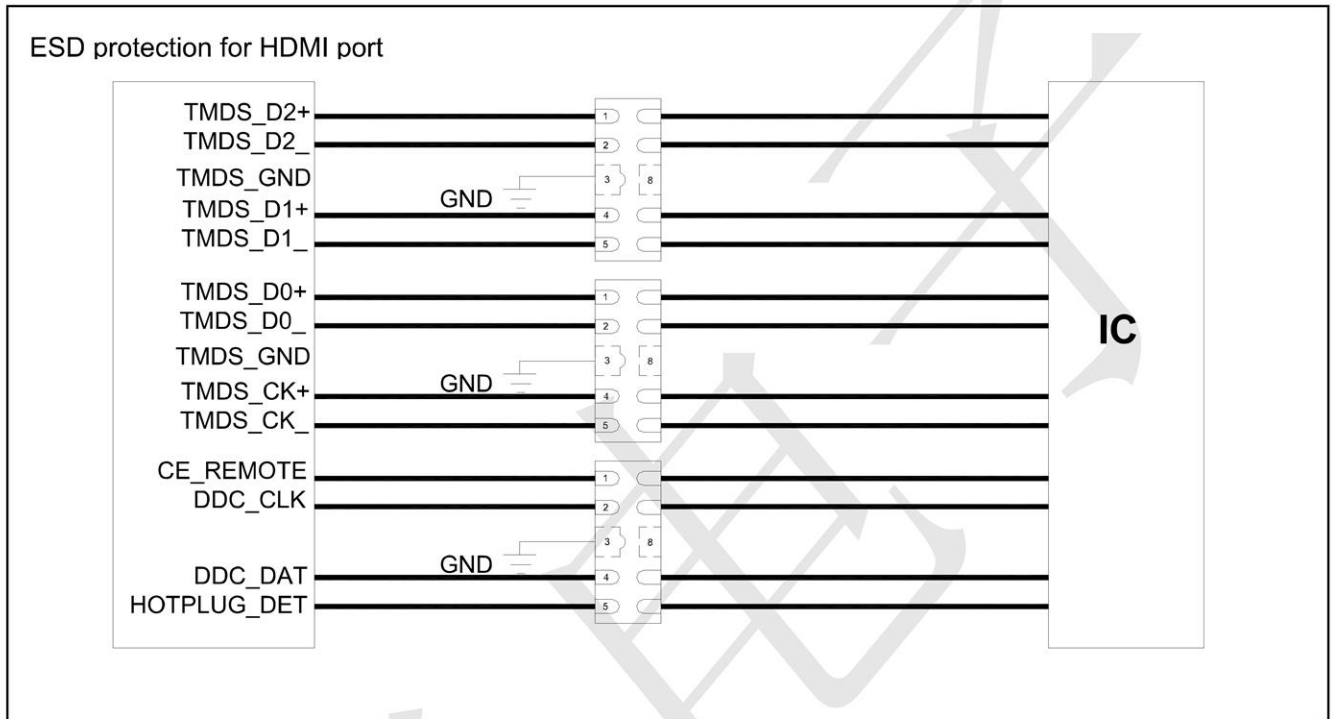 ESD protection for HDMI port
TMDS_D2+
1
TMDS_D2_
2
TMDS_GND
GND
3
8
TMDS_D1+
4
TMDS_D1_
5
TMDS_D0+
1
TMDS_D0_
2
IC
TMDS_GND
GND
3
8
TMDS_CK+
4
TMDS_CK_
5
CE_REMOTE
1
DDC_CLK
2
GND
3
8
DDC_DAT
4
HOTPLUG_DET
5